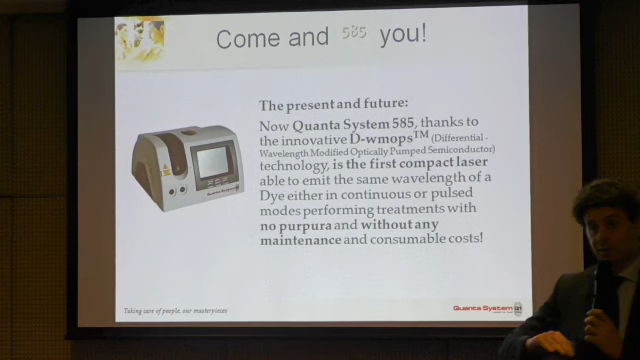 Come and 585 you!
The present and future:
Now Quanta System 585, thanks to
the innovative D-wmops™ (Differential -
Wavelength Modified Optically Pumped Semiconductor)
technology, is the first compact laser
able to emit the same wavelength of a
Dye either in continuous or pulsed
modes performing treatments with
no purpura and without any
maintenance and consumable costs!
Quanta System
Taking care of people, our masterpieces
Quanta System